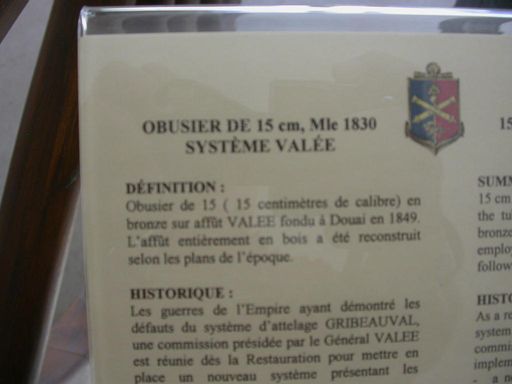 OBUSIER DE 15 cm, Mle 1830
SYSTÈME VALÉE
DÉFINITION :
Obusier de 15 ( 15 centimètres de calibre) en
bronze sur affût VALEE fondu à Douai en 1849.
L'affût entièrement en bois a été reconstruit
selon les plans de l'époque.
HISTORIQUE :
Les guerres de l'Empire ayant démontré les
défauts du système d'attelage GRIBEAUVAL,
une commission présidée par le Général VALEE
est réunie dès la Restauration pour mettre en
place un nouveau système présentant les
15
SUMM
15 cm
the tu
bronze
employ
follow
HISTO
As a re
system
commi
implem
a n